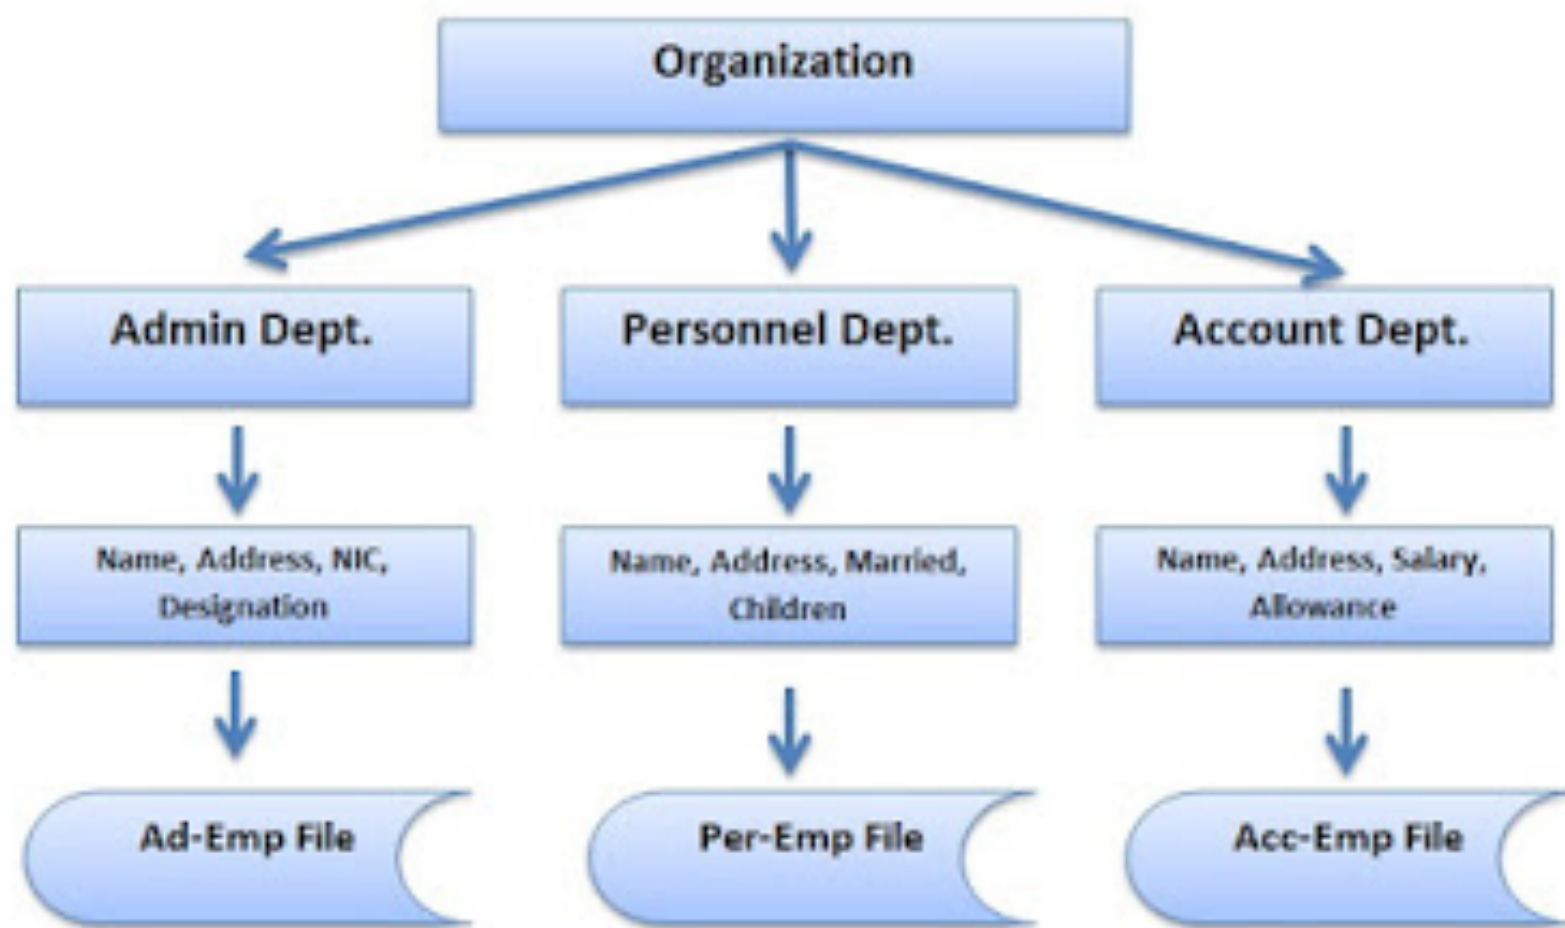 Organization
Admin Dept.
Personnel Dept.
Account Dept.
Name, Address, NIC,
Designation
Name, Address, Married,
Children
Name, Address, Salary,
Allowance
Ad-Emp File
Per-Emp File
Acc-Emp File